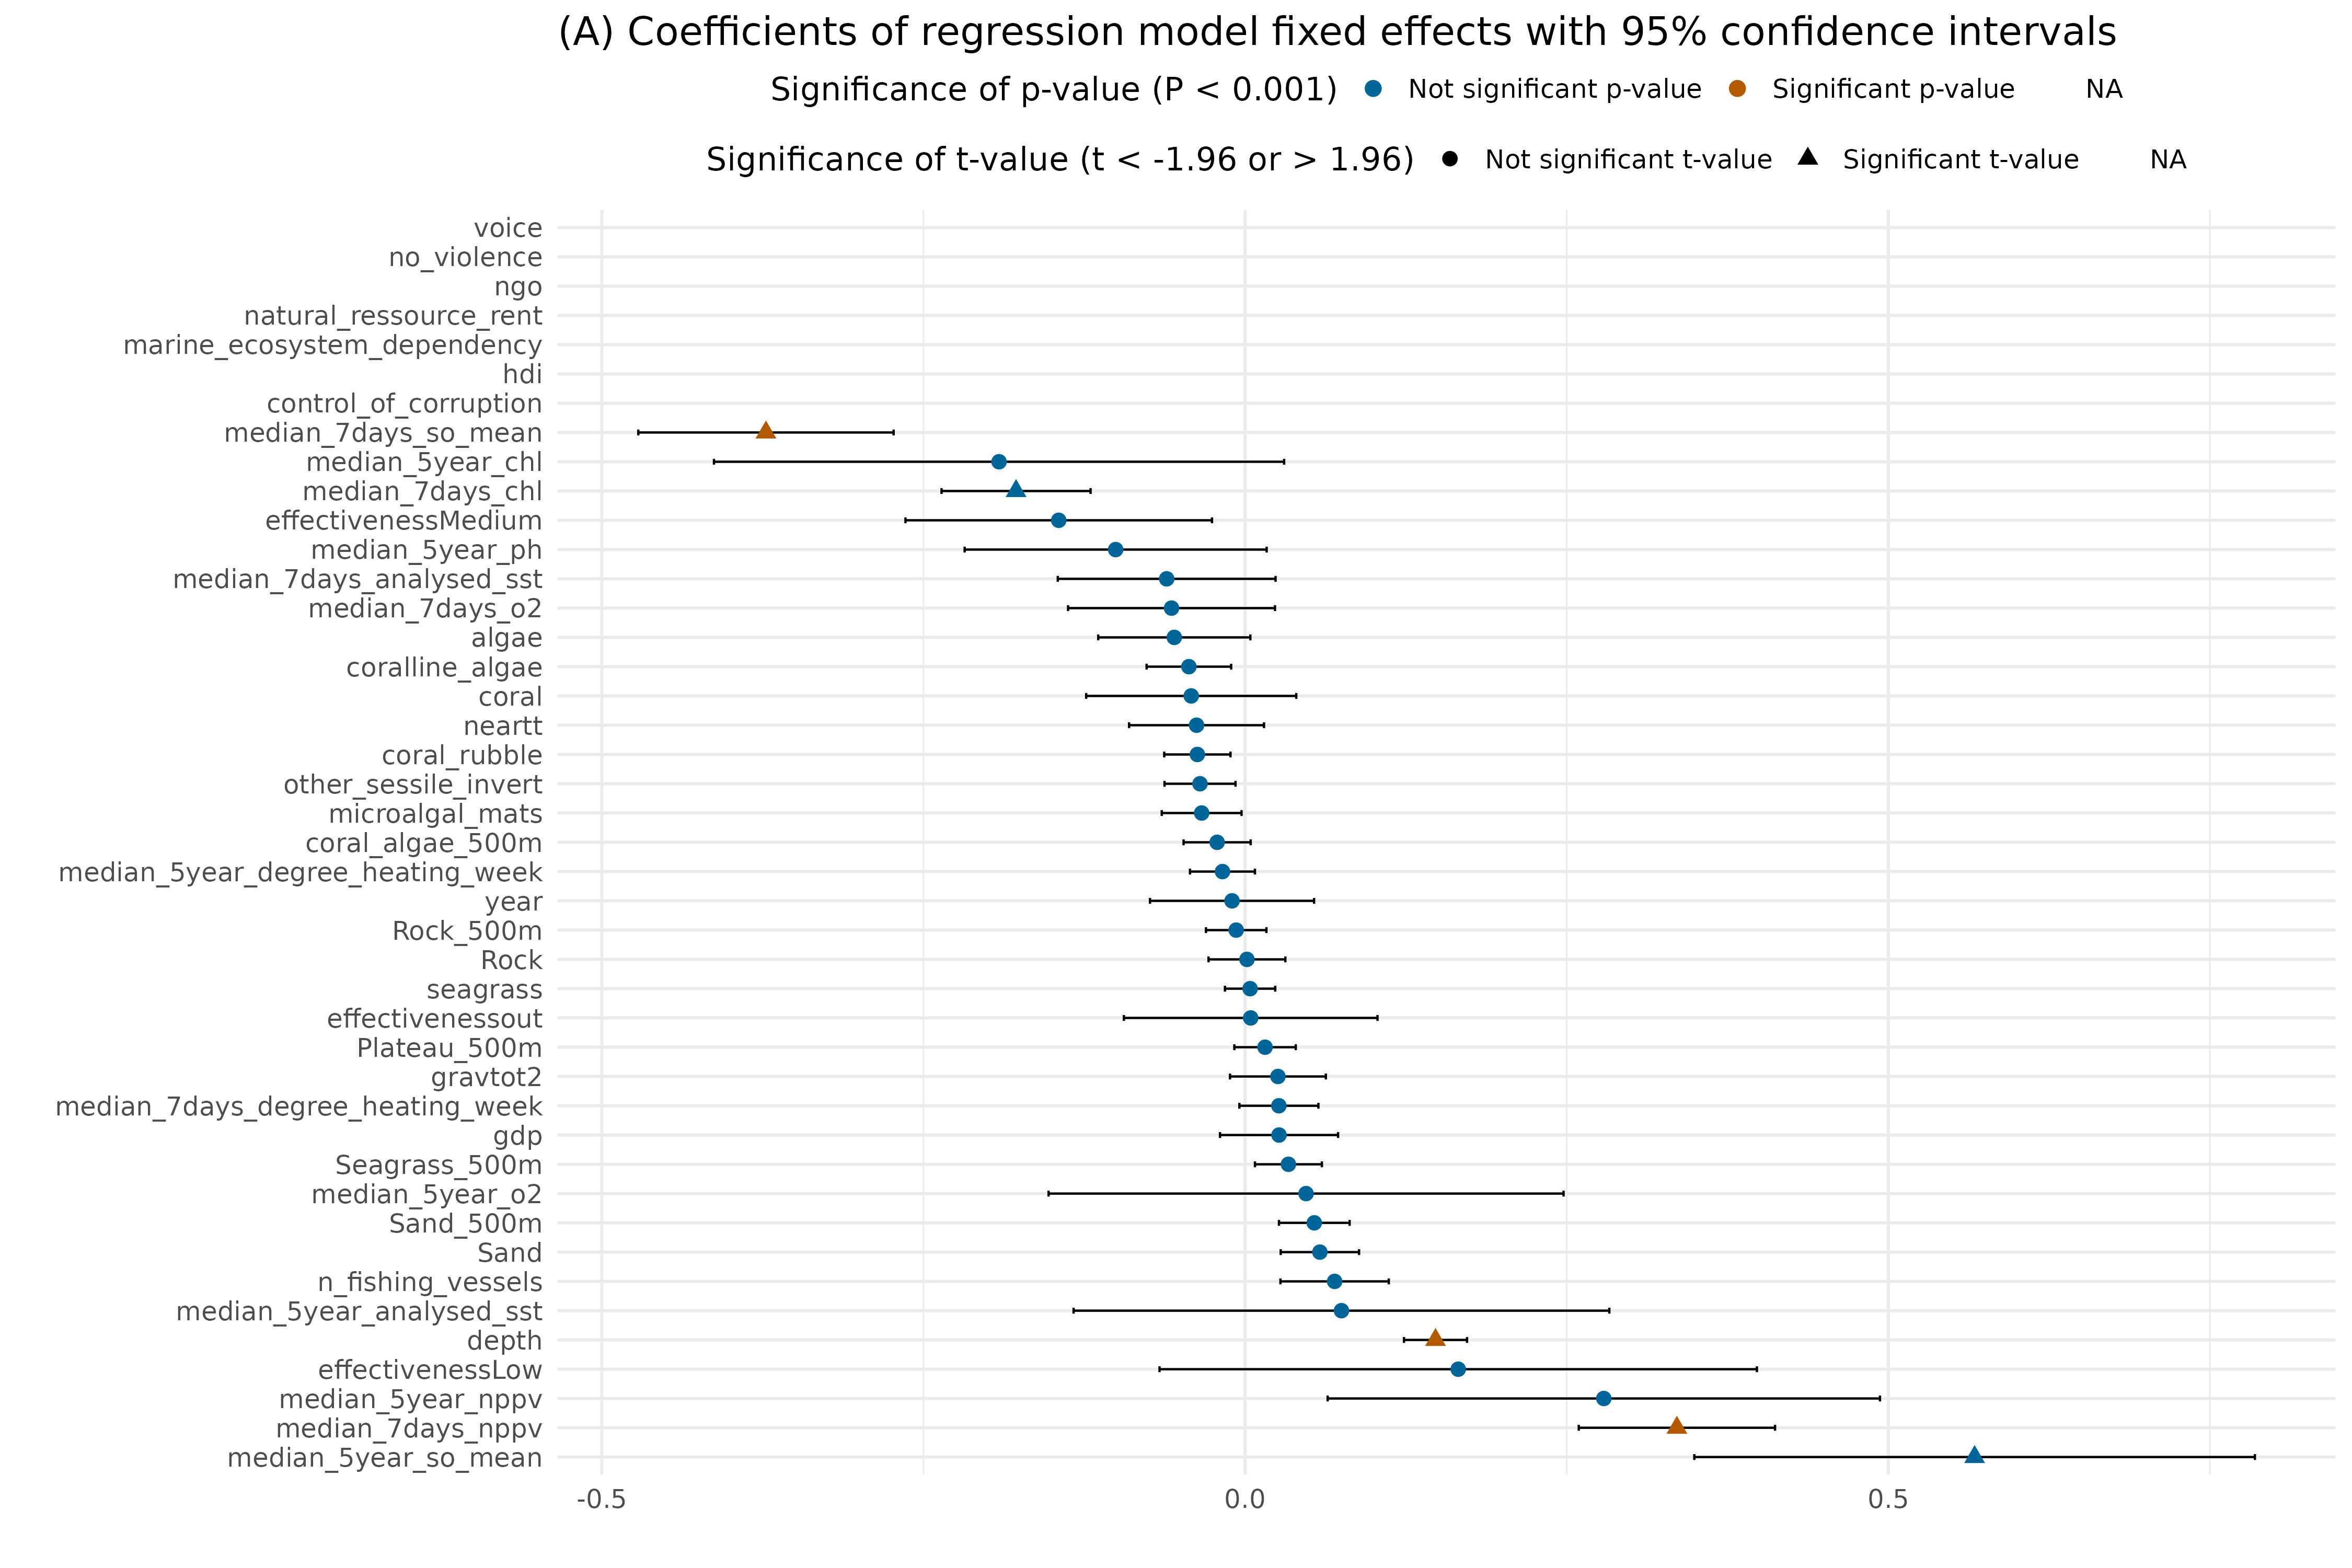 (A) Coefficients of regression model fixed effects with 95% confidence intervals
Significance of p-value (P < 0.001) Not significant p-value Significant p-value NA
Significance of t-value (t < -1.96 or > 1.96) Not significant t-value Significant t-value NA
voice
no_violence
ngo
natural_ressource_rent
marine_ecosystem_dependency
hdi
control_of_corruption
median_7days_so_mean
median_5year_chl
median_7days_chl
effectivenessMedium
median_5year_ph
median_7days_analysed_sst
median_7days_o2
algae
coralline_algae
coral
neartt
coral_rubble
other_sessile_invert
microalgal_mats
coral_algae_500m
median_5year_degree_heating_week
year
Rock_500m
Rock
seagrass
effectivenessout
Plateau_500m
gravtot2
median_7days_degree_heating_week
gdp
Seagrass_500m
median_5year_o2
Sand_500m
Sand
n_fishing_vessels
median_5year_analysed_sst
depth
effectivenessLow
median_5year_nppv
median_7days_nppv
median_5year_so_mean
-0.5 0.0 0.5